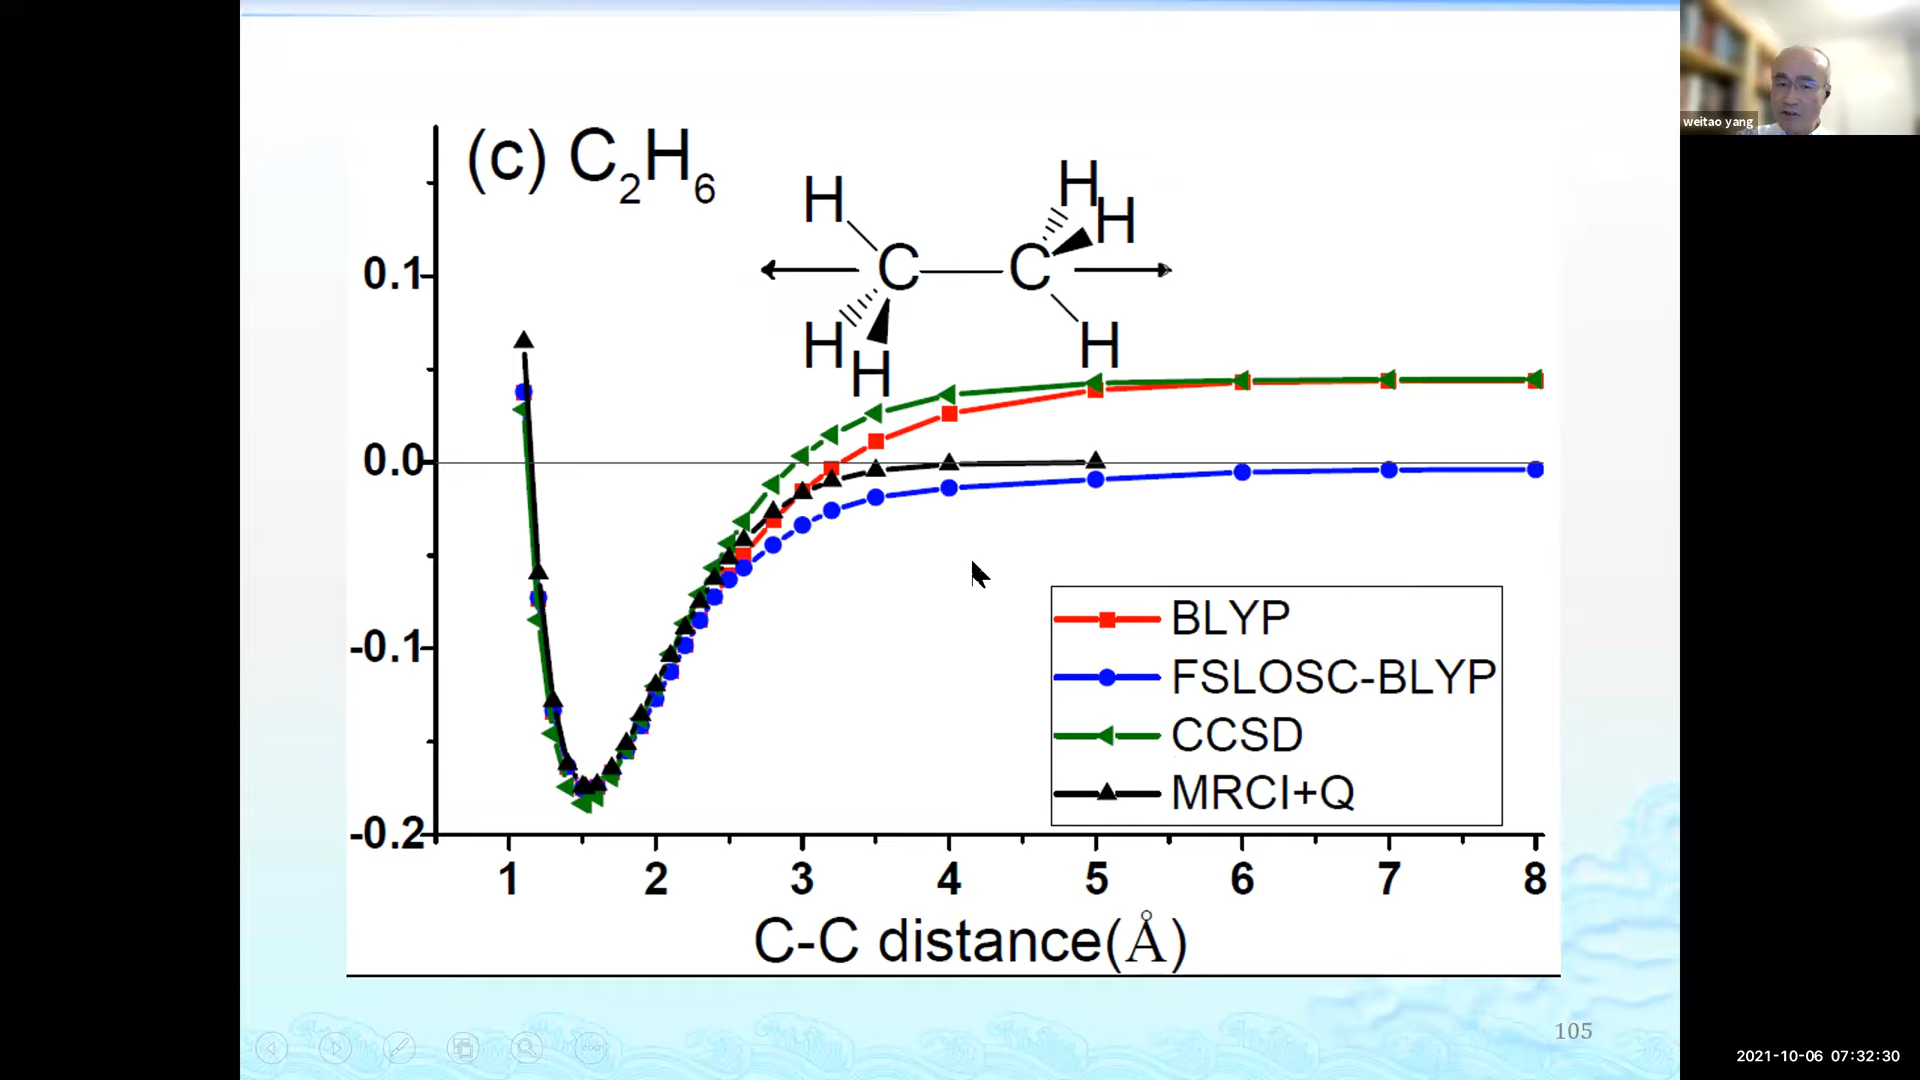 (c) C2H6
H
H
H
C
C
H
H
H
0.1
0.0
-0.1
-0.2
BLYP
FSLOSC-BLYP
CCSD
MRCI+Q
1 2 3 4 5 6 7 8
C-C distance(Å)
105
weitao yang
2021-10-06 07:32:30